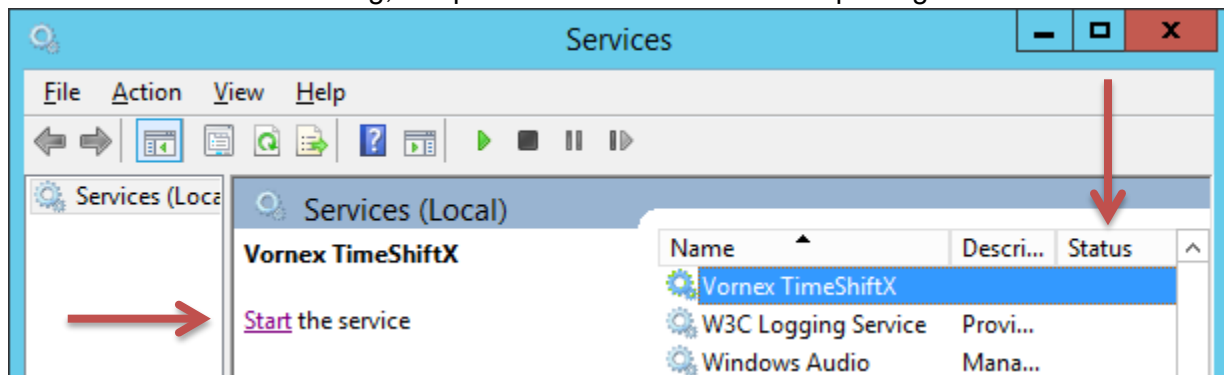 Services
File Action View Help
Services (Loca
Services (Local)
Vornex TimeShiftX
Start the service
Name Descri... Status
Vornex TimeShiftX
W3C Logging Service Provi...
Windows Audio Mana...